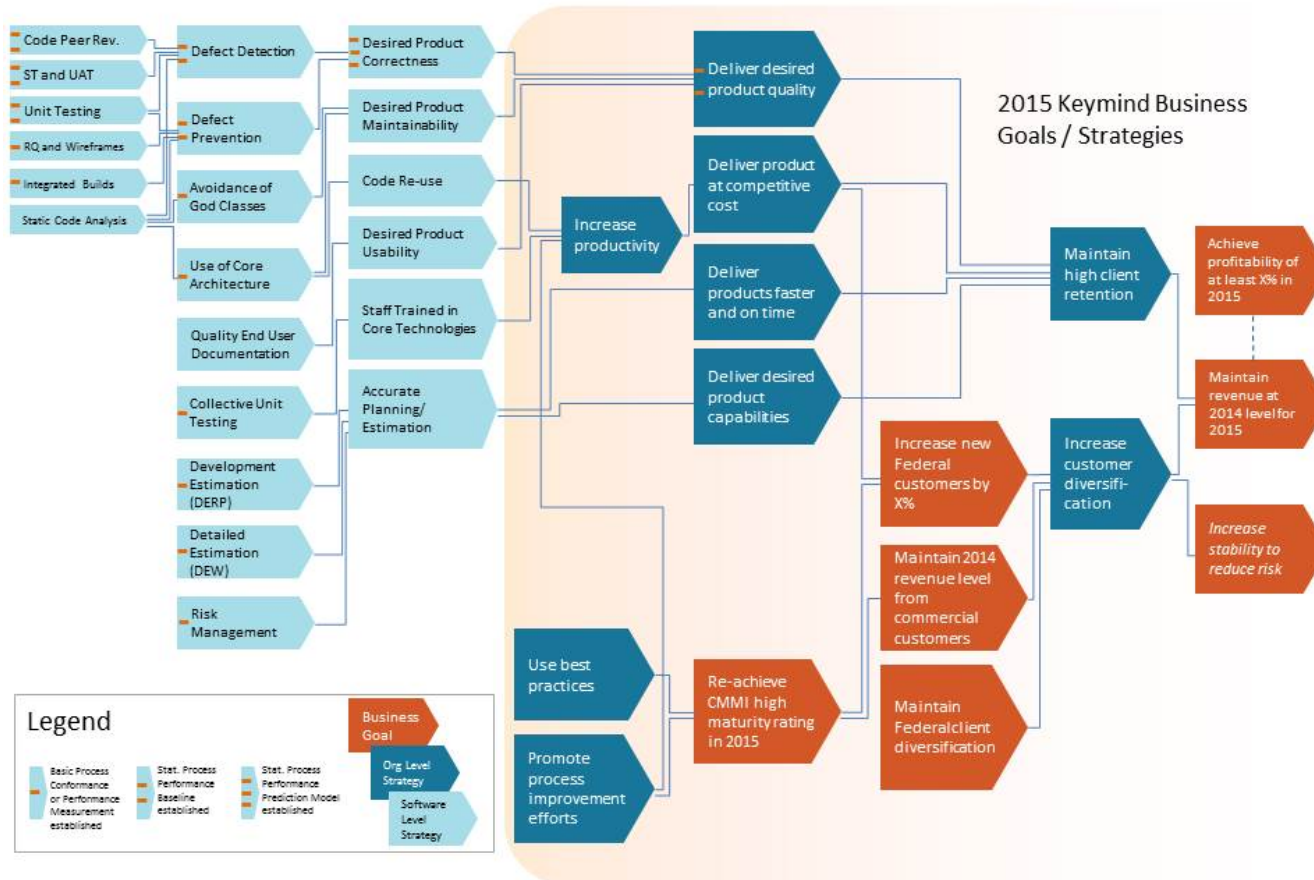 Code Peer Rev.
ST and UAT
Unit Testing
RQ and Wireframes
Integrated Builds
Static Code Analysis
Defect Detection
Defect
Prevention
Avoidance of
God Classes
Use of Core
Architecture
Quality End User
Documentation
Collective Unit
Testing
Development
Estimation
(DERP)
Detailed
Estimation
(DEW)
Risk
Management
Desired Product
Correctness
Desired Product
Maintainability
Code Re-use
Desired Product
Usability
Staff Trained in
Core Technologies
Accurate
Planning/
Estimation
Increase
productivity
Use best
practices
Promote
process
improvement
efforts
Deliver desired
product quality
Deliver product
at competitive
cost
Deliver
products faster
and on time
Deliver desired
product
capabilities
Re-achieve
CMMI high
maturity rating
in 2015
Increase new
Federal
customers by
X%
Maintain 2014
revenue level
from
commercial
customers
Maintain
Federal client
diversification
2015 Keymind Business
Goals / Strategies
Maintain
high client
retention
Increase
customer
diversifi-
cation
Achieve
profitability of
at least X% in
2015
Maintain
revenue at
2014 level for
2015
Increase
stability to
reduce risk
Legend
Basic Process
Conformance
or Performance
Measurement
established
Stat. Process
Performance
Baseline
established
Stat. Process
Performance
Prediction Model
established
Business
Goal
Org Level
Strategy
Software
Level
Strategy